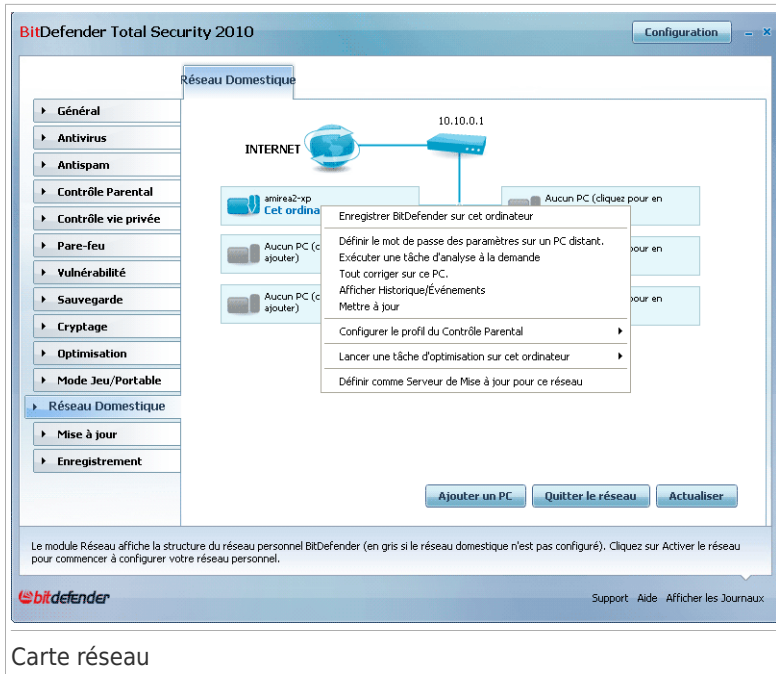 BitDefender Total Security 2010
Configuration
Réseau Domestique
Général
Antivirus
Antispam
Contrôle Parental
Contrôle vie privée
Pare-feu
Vulnérabilité
Sauvegarde
Cryptage
Optimisation
Mode Jeu/Portable
Réseau Domestique
Mise à jour
Enregistrement
10.10.0.1
INTERNET
amirea2-xp
Cet ordina
Aucun PC (cliquez pour en
Aucun PC (c
ajouter)
pour en
Aucun PC (c
ajouter)
pour en
Enregistrer BitDefender sur cet ordinateur
Définir le mot de passe des paramètres sur un PC distant.
Exécuter une tâche d'analyse à la demande
Tout corriger sur ce PC.
Afficher Historique/Événements
Mettre à jour
Configurer le profil du Contrôle Parental
Lancer une tâche d'optimisation sur cet ordinateur
Définir comme Serveur de Mise à jour pour ce réseau
Ajouter un PC
Quitter le réseau
Actualiser
Le module Réseau affiche la structure du réseau personnel BitDefender (en gris si le réseau domestique n'est pas configuré). Cliquez sur Activer le réseau
pour commencer à configurer votre réseau personnel.
bitdefender
Support Aide Afficher les Journaux
Carte réseau